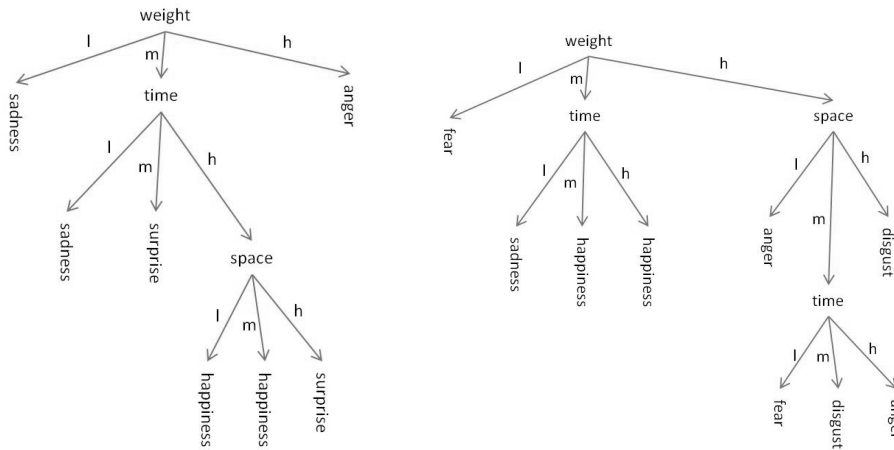 weight
l
m
h
sadness
time
anger
l
m
h
sadness
surprise
space
l
m
h
happiness
happiness
surprise
weight
l
m
h
fear
time
space
l
m
h
l
m
h
sadness
happiness
happiness
anger
disgust
time
l
m
h
fear
disgust
anger